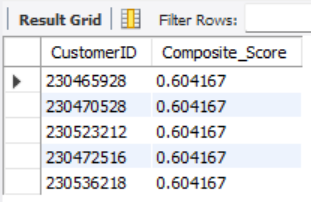 Result Grid Filter Rows:
CustomerID Composite_Score
230465928 0.604167
230470528 0.604167
230523212 0.604167
230472516 0.604167
230536218 0.604167